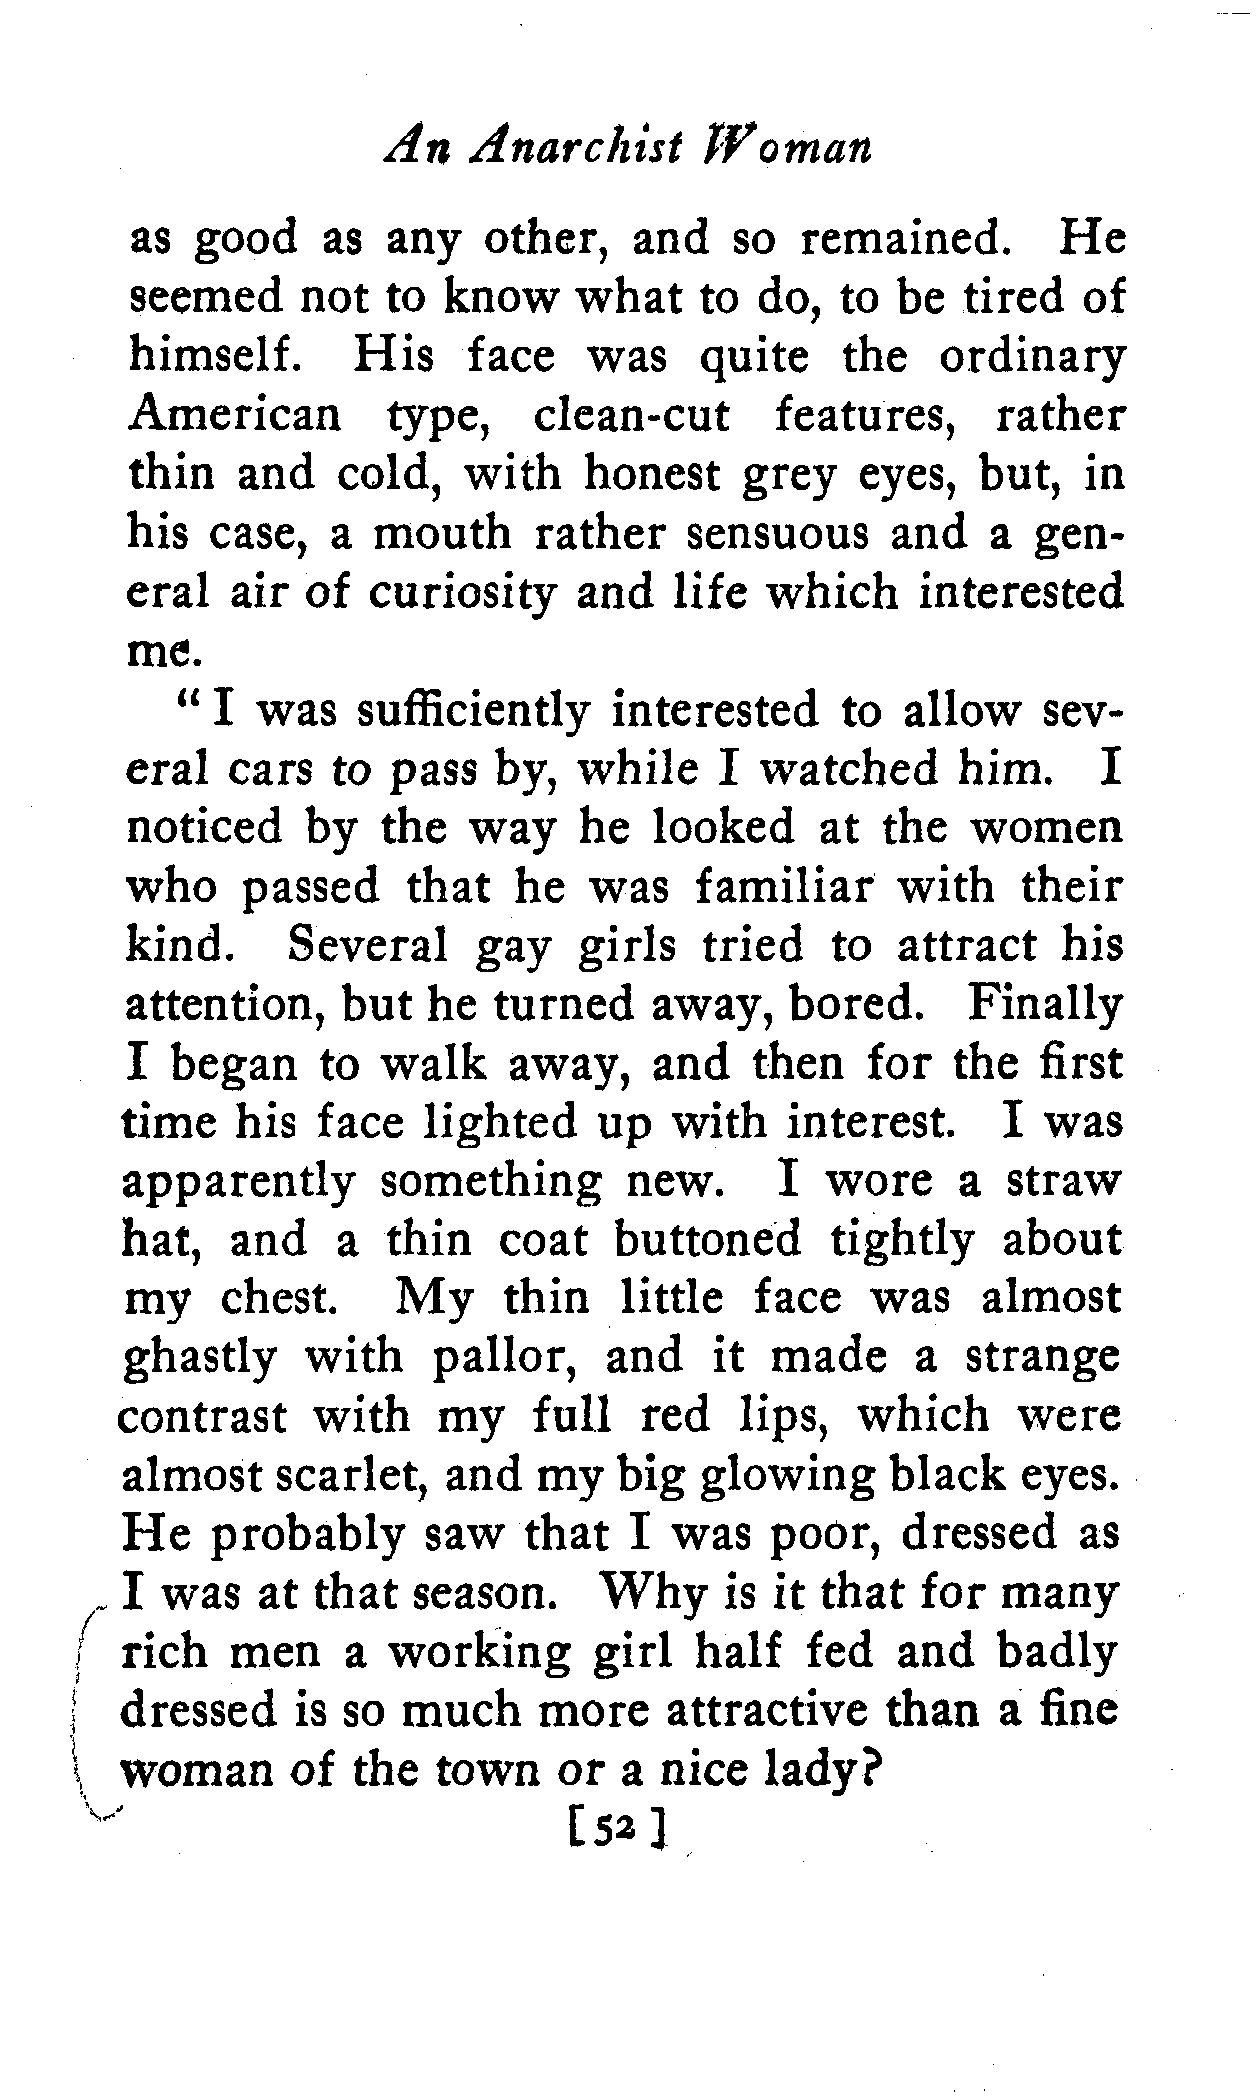 An Anarchist Woman
as good as any other, and so remained. He
seemed not to know what to do, to be tired of
himself. His face was quite the ordinary
American type, clean-cut features, rather
thin and cold, with honest grey eyes, but, in
his case, a mouth rather sensuous and a gen-
eral air of curiosity and life which interested
me.
“ I was sufficiently interested to allow sev-
eral cars to pass by, while I watched him. I
noticed by the way he looked at the women
who passed that he was familiar with their
kind. Several gay girls tried to attract his
attention, but he turned away, bored. Finally
I began to walk away, and then for the first
time his face lighted up with interest. I was
apparently something new. I wore a straw
hat, and a thin coat buttoned tightly about
my chest. My thin little face was almost
ghastly with pallor, and it made a strange
contrast with my full red lips, which were
almost scarlet, and my big glowing black eyes.
He probably saw that I was poor, dressed as
I was at that season. Why is it that for many
rich men a working girl half fed and badly
dressed is so much more attractive than a fine
woman of the town or a nice lady?
[ 52 ]